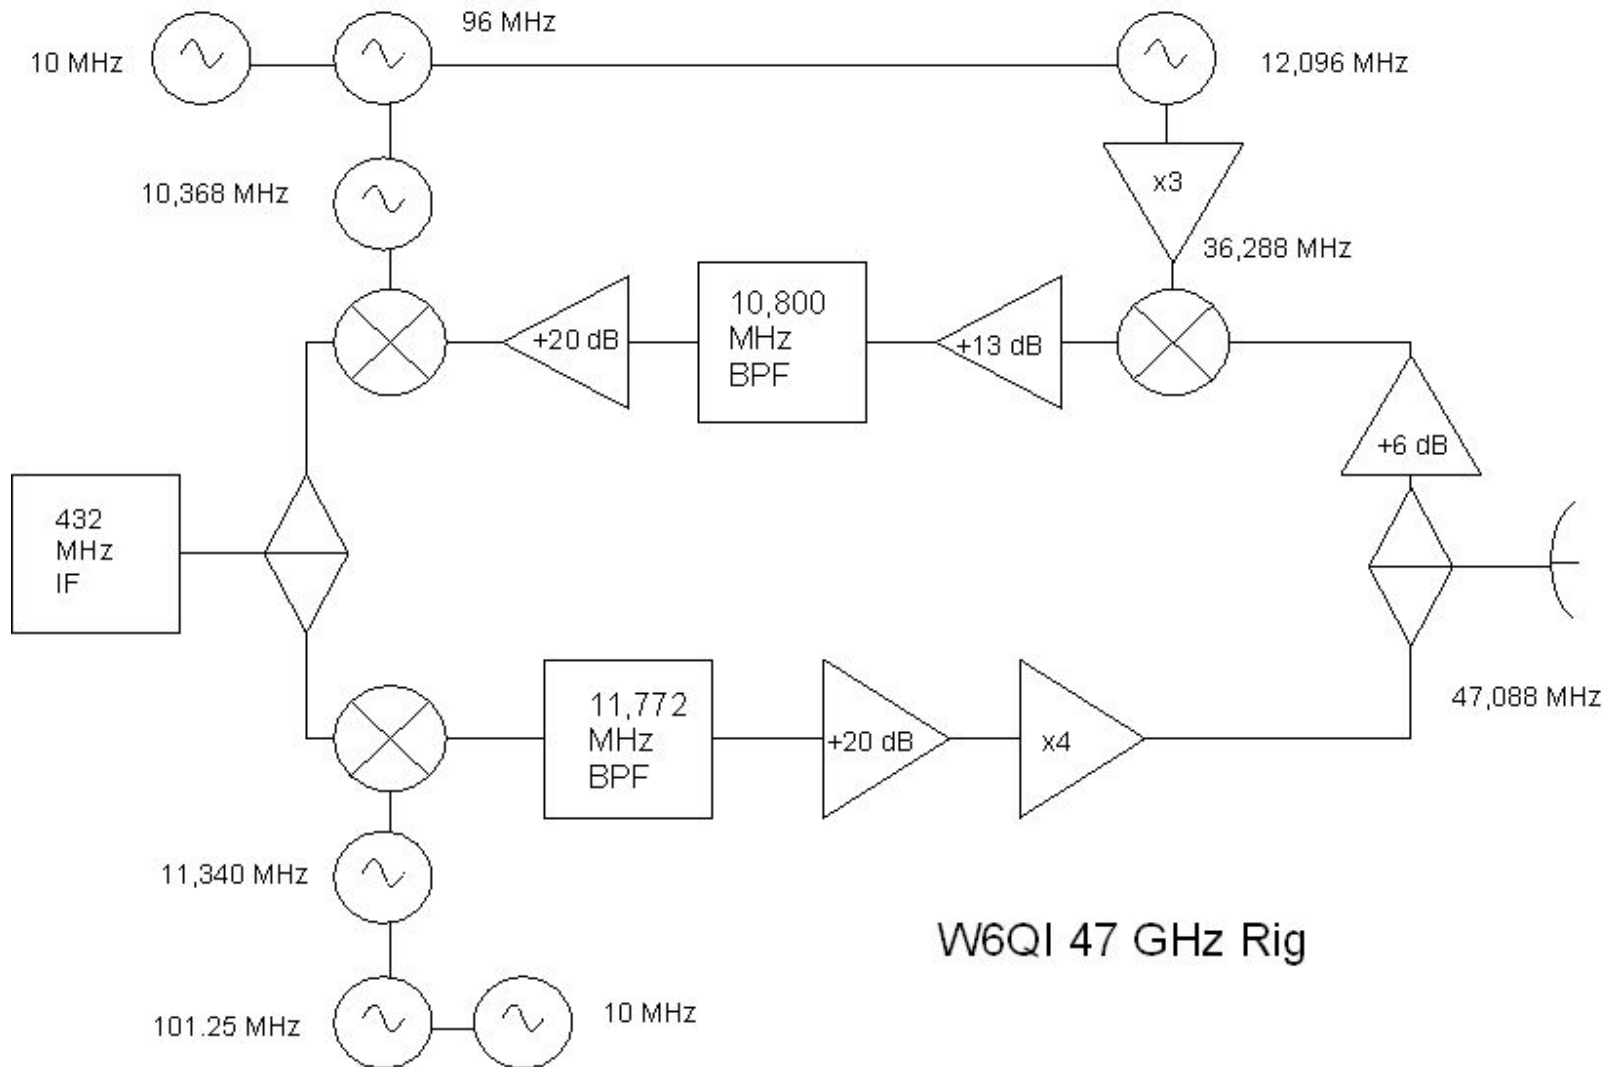 96 MHz
10 MHz
12,096 MHz
x3
10,368 MHz
36,288 MHz
10,800
MHz
BPF
+20 dB
+13 dB
+6 dB
432
MHz
IF
11,772
MHz
BPF
+20 dB
x4
47,088 MHz
11,340 MHz
W6QI 47 GHz Rig
101.25 MHz
10 MHz